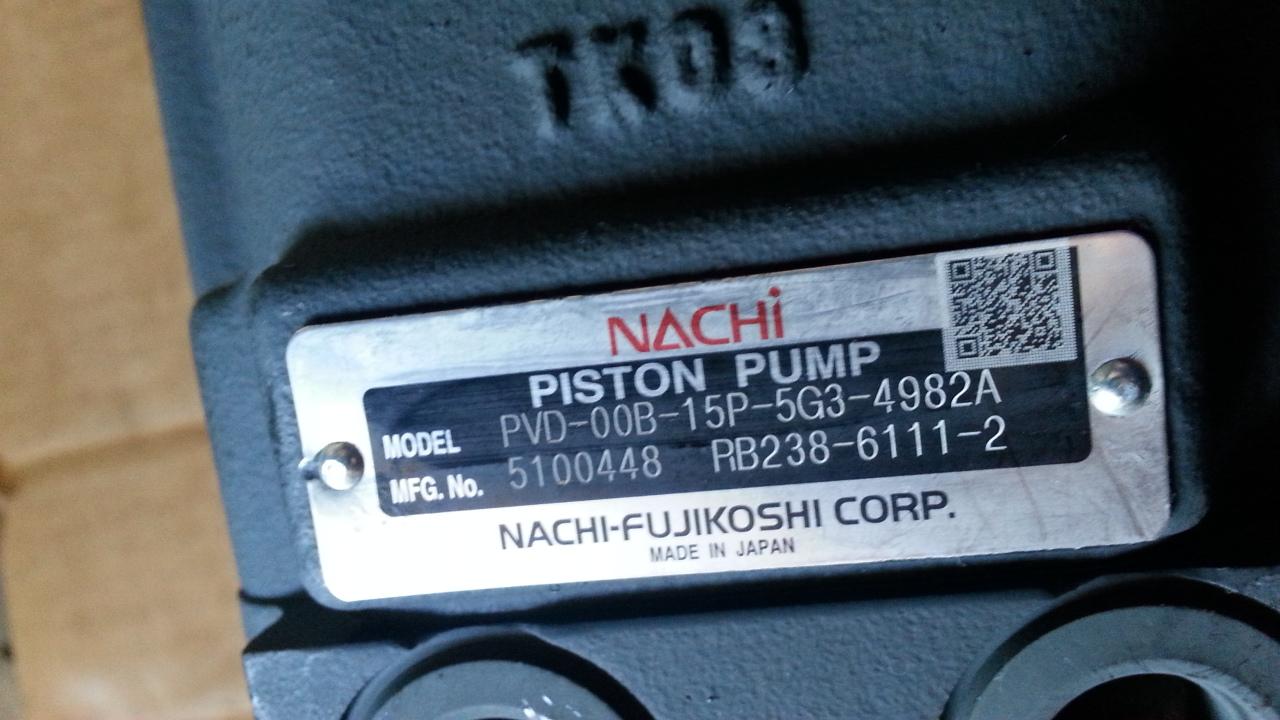 NACHi
PISTON PUMP
MODEL PVD-00B-15P-5G3-4982A
MFG. No. 5100448 RB238-6111-2
NACHI-FUJIKOSHI CORP.
MADE IN JAPAN